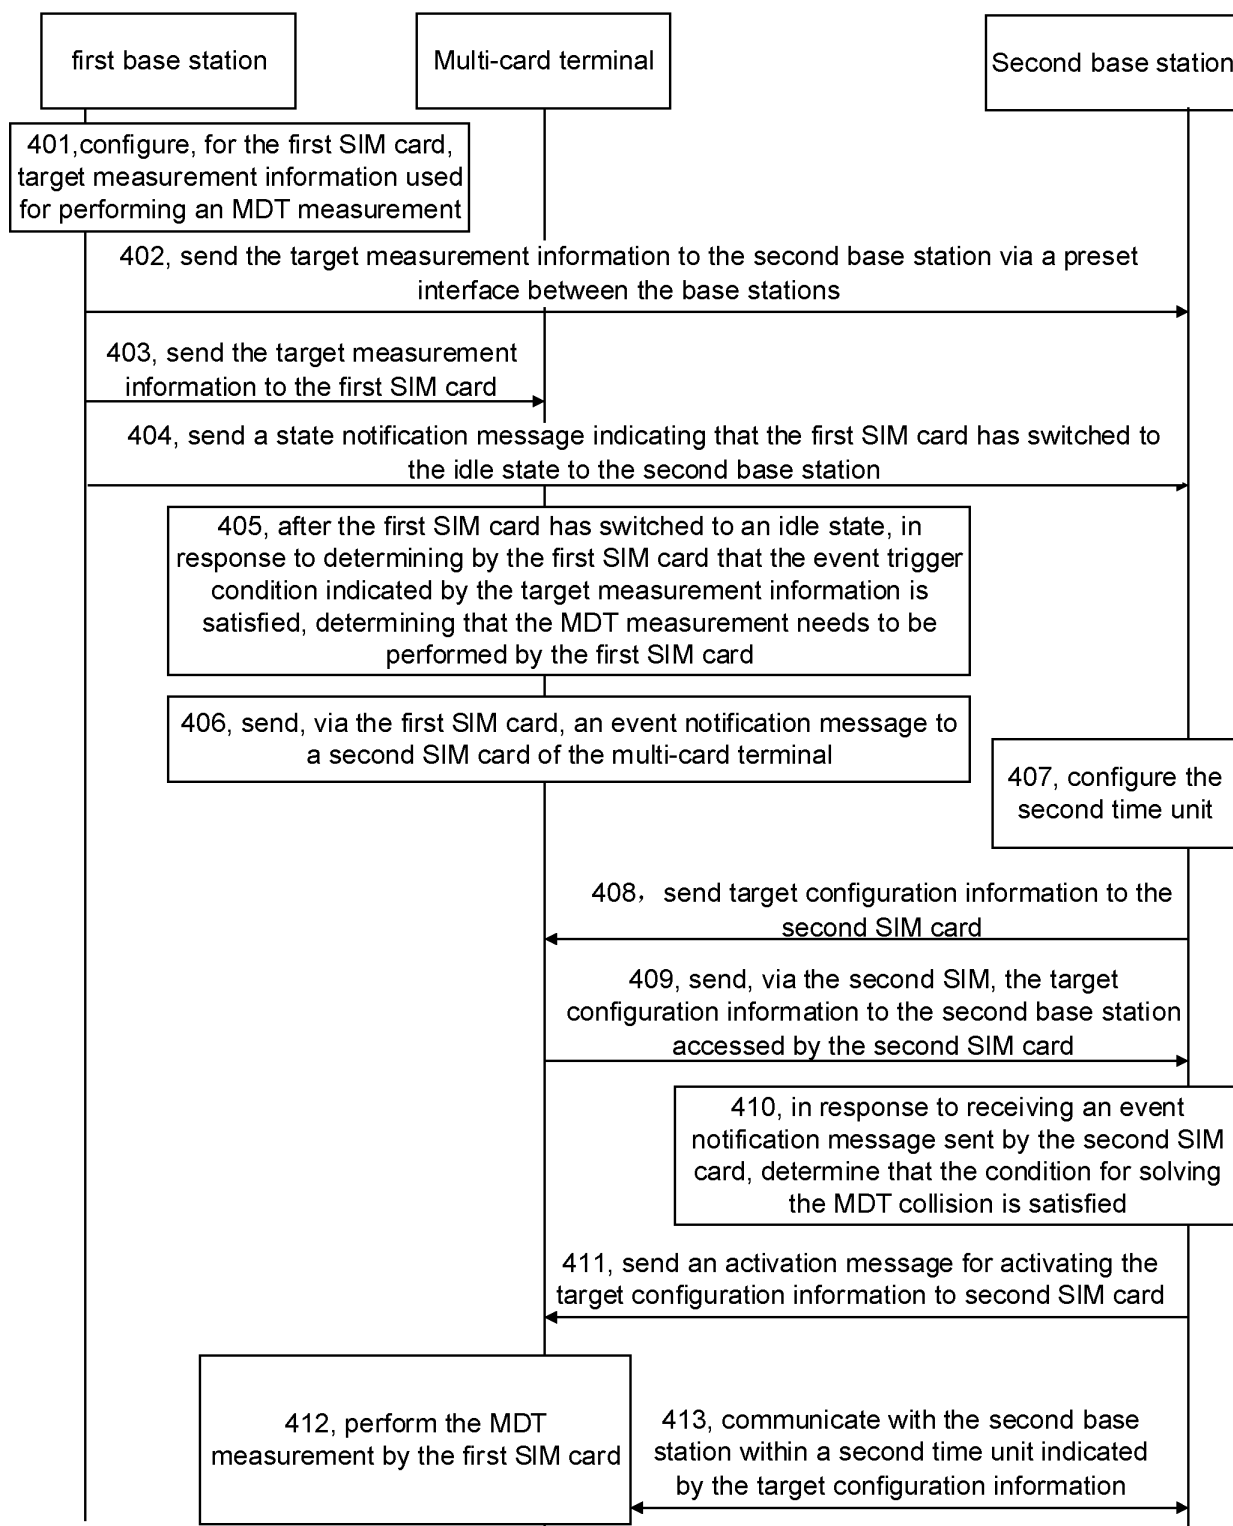 first base station
Multi-card terminal
Second base station
401,configure, for the first SIM card,
target measurement information used
for performing an MDT measurement
402, send the target measurement information to the second base station via a preset
interface between the base stations
403, send the target measurement
information to the first SIM card
404, send a state notification message indicating that the first SIM card has switched to
the idle state to the second base station
405, after the first SIM card has switched to an idle state, in
response to determining by the first SIM card that the event trigger
condition indicated by the target measurement information is
satisfied, determining that the MDT measurement needs to be
performed by the first SIM card
406, send, via the first SIM card, an event notification message to
a second SIM card of the multi-card terminal
407, configure the
second time unit
408，send target configuration information to the
second SIM card
409, send, via the second SIM, the target
configuration information to the second base station
accessed by the second SIM card
410, in response to receiving an event
notification message sent by the second SIM
card, determine that the condition for solving
the MDT collision is satisfied
411, send an activation message for activating the
target configuration information to second SIM card
412, perform the MDT
measurement by the first SIM card
413, communicate with the second base
station within a second time unit indicated
by the target configuration information